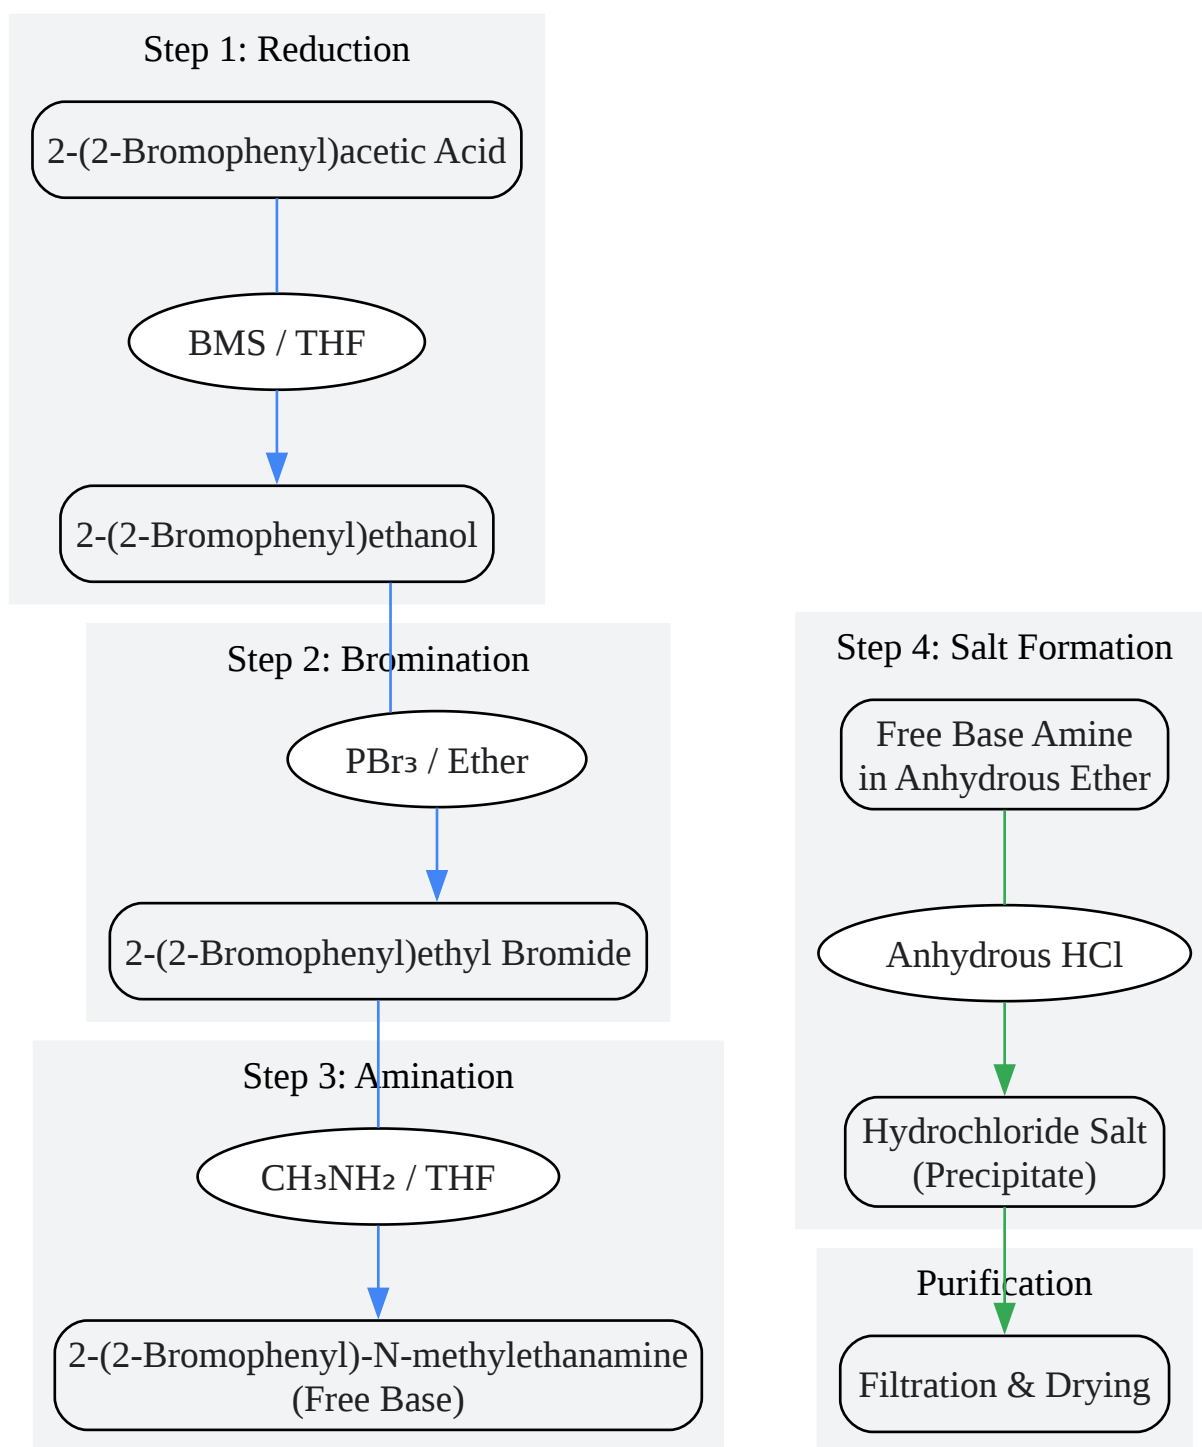 Step 1: Reduction
2-(2-Bromophenyl)acetic Acid
BMS / THF
2-(2-Bromophenyl)ethanol
Step 2: Bromination
PBr₃ / Ether
2-(2-Bromophenyl)ethyl Bromide
Step 3: Amination
CH₃NH₂ / THF
2-(2-Bromophenyl)-N-methylethanamine
(Free Base)
Step 4: Salt Formation
Free Base Amine
in Anhydrous Ether
Anhydrous HCl
Hydrochloride Salt
(Precipitate)
Purification
Filtration & Drying